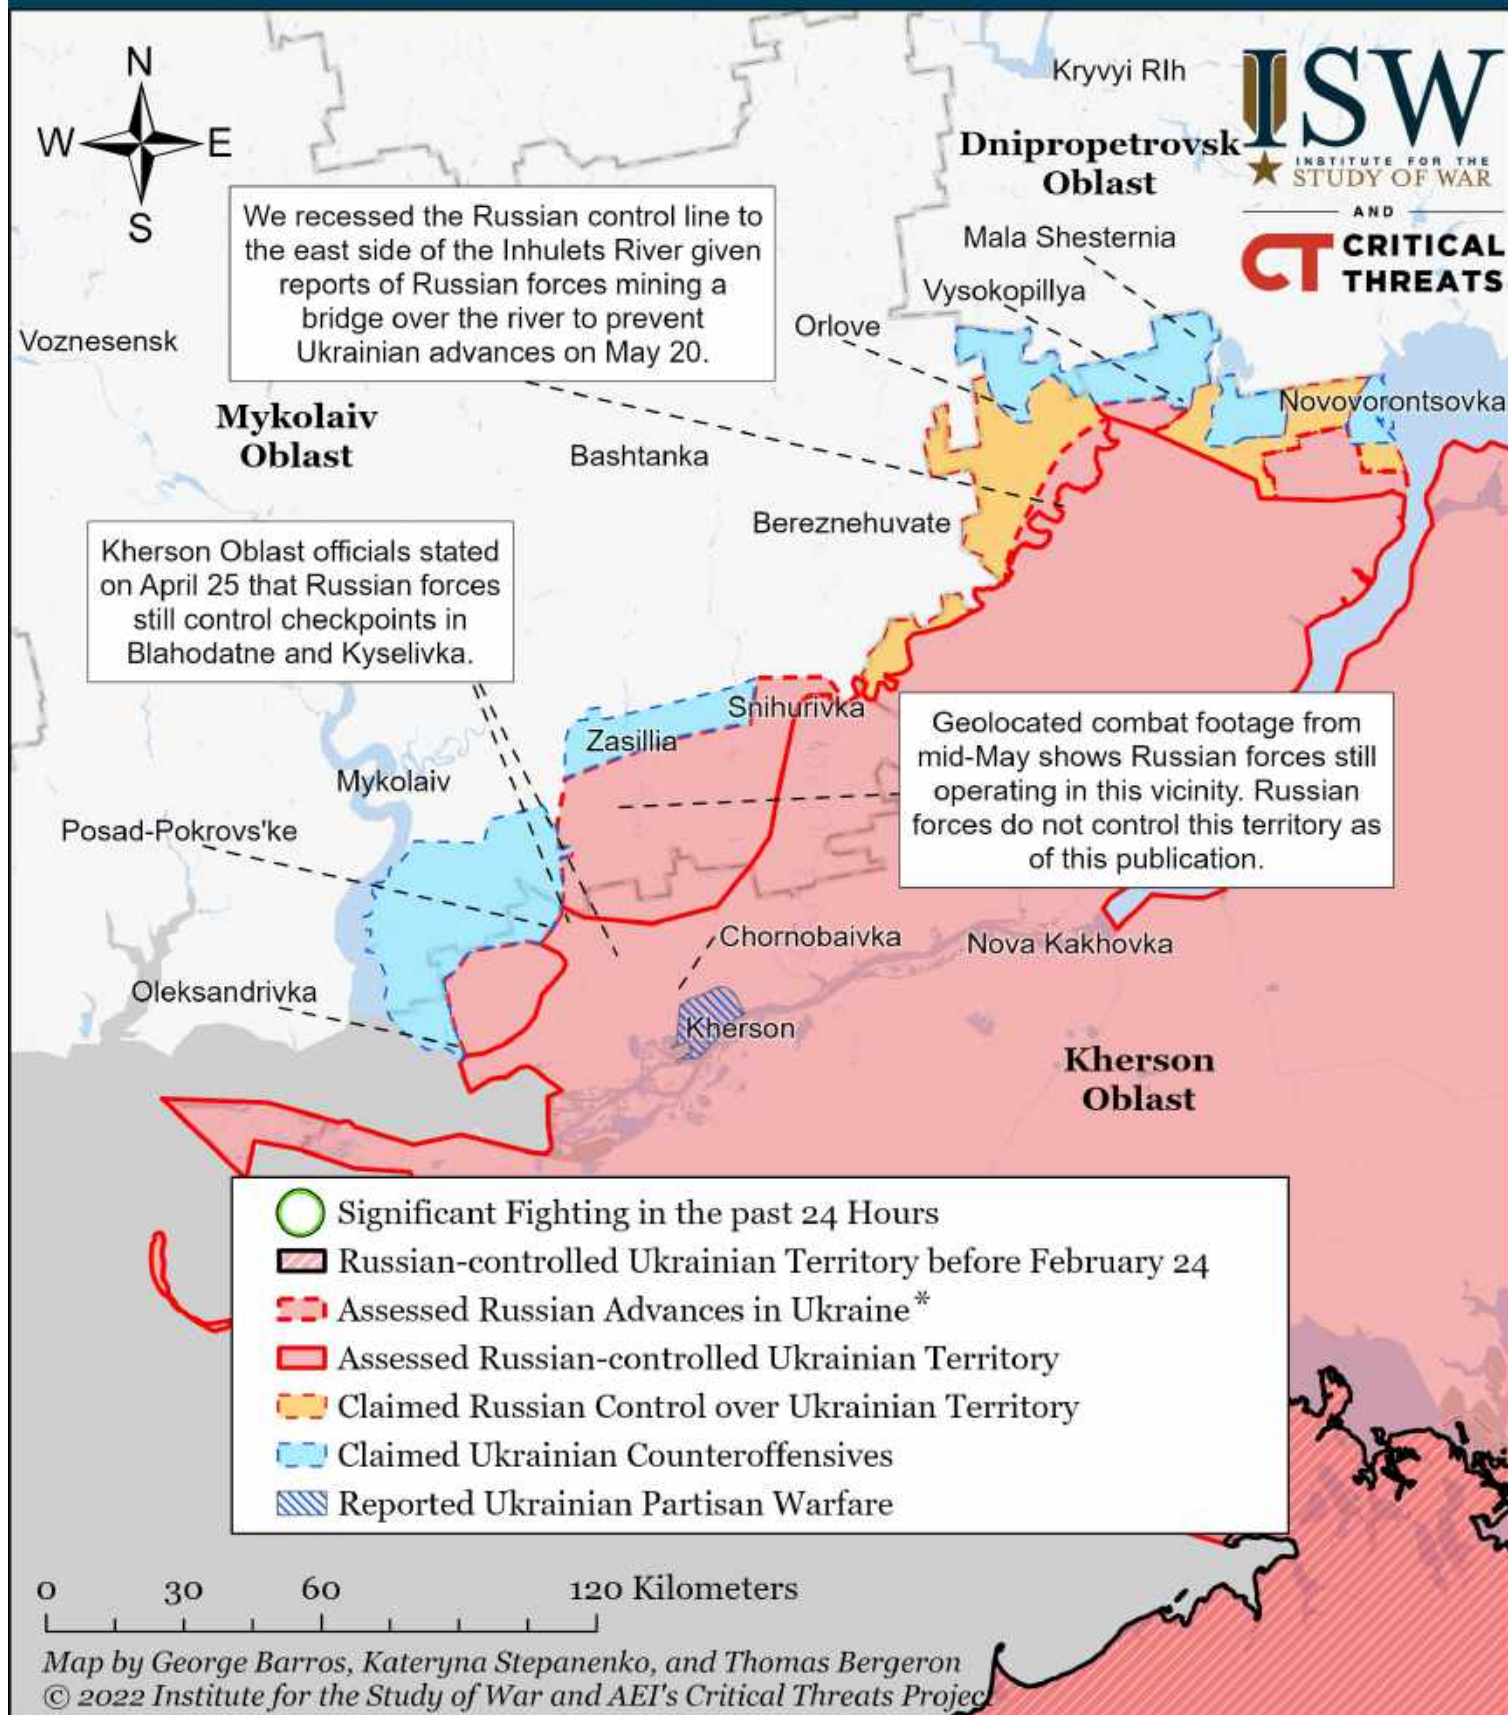 N
W
E
S
Kryvyi RIh
ISW
INSTITUTE FOR THE
STUDY OF WAR
AND
CT CRITICAL
THREATS
Dnipropetrovsk
Oblast
We recessed the Russian control line to
the east side of the Inhulets River given
reports of Russian forces mining a
bridge over the river to prevent
Ukrainian advances on May 20.
Mala Shesternia
Vysokopillya
Orlove
Voznesensk
Novovorontsovka
Mykolaiv
Oblast
Bashtanka
Bereznehuvate
Kherson Oblast officials stated
on April 25 that Russian forces
still control checkpoints in
Blahodatne and Kyselivka.
Snihurivka
Zasillia
Geolocated combat footage from
mid-May shows Russian forces still
operating in this vicinity. Russian
forces do not control this territory as
of this publication.
Mykolaiv
Posad-Pokrovs'ke
Chornobaivka
Nova Kakhovka
Oleksandrivka
Kherson
Kherson
Oblast
Significant Fighting in the past 24 Hours
Russian-controlled Ukrainian Territory before February 24
Assessed Russian Advances in Ukraine*
Assessed Russian-controlled Ukrainian Territory
Claimed Russian Control over Ukrainian Territory
Claimed Ukrainian Counteroffensives
Reported Ukrainian Partisan Warfare
0 30 60 120 Kilometers
Map by George Barros, Kateryna Stepanenko, and Thomas Bergeron
© 2022 Institute for the Study of War and AEI's Critical Threats Project